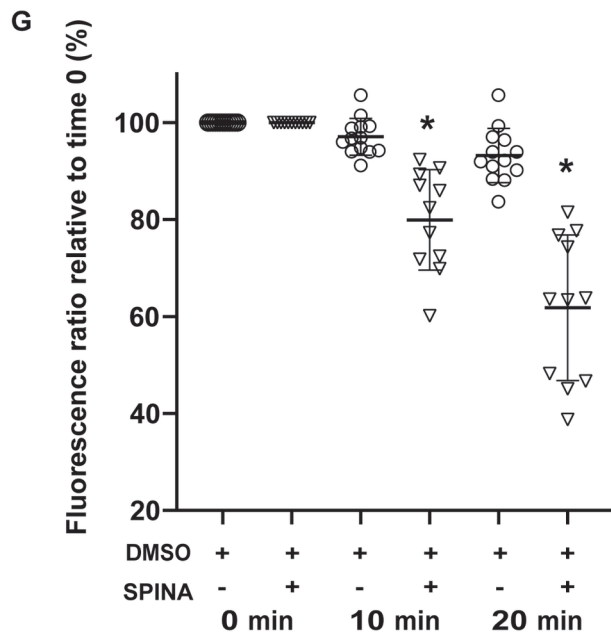 G
Fluorescence ratio relative to time 0 (%)
100
80
60
40
20
* *
DMSO + + + + + +
SPINA - + - + - +
0 min 10 min 20 min